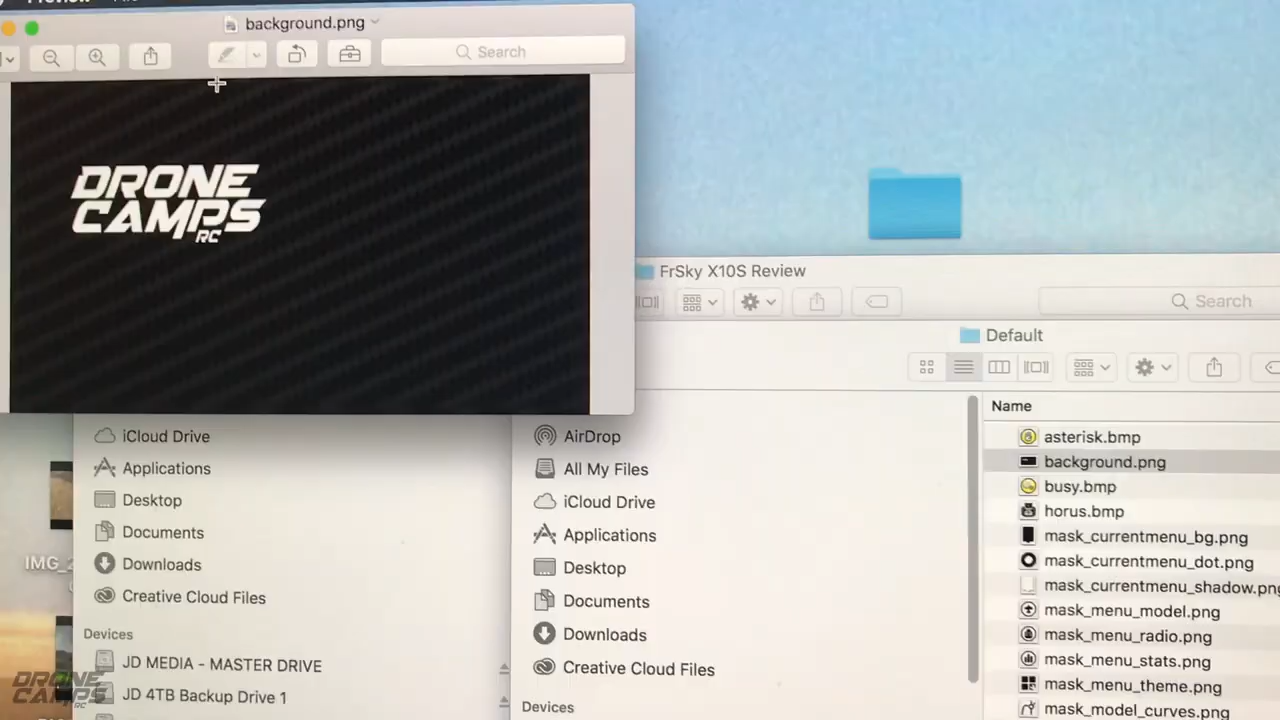 Preview
background.png
Search
DRONE
CAMPS
RC
FrSky X10S Review
Search
Default
Name
asterisk.bmp
background.png
busy.bmp
horus.bmp
mask_currentmenu_bg.png
mask_currentmenu_dot.png
mask_currentmenu_shadow.png
mask_menu_model.png
mask_menu_radio.png
mask_menu_stats.png
mask_menu_theme.png
mask_model_curves.png
iCloud Drive
Applications
Desktop
Documents
Downloads
Creative Cloud Files
Devices
JD MEDIA - MASTER DRIVE
JD 4TB Backup Drive 1
AirDrop
All My Files
iCloud Drive
Applications
Desktop
Documents
Downloads
Creative Cloud Files
Devices
IMG_2
DRONE
CAMPS
RC